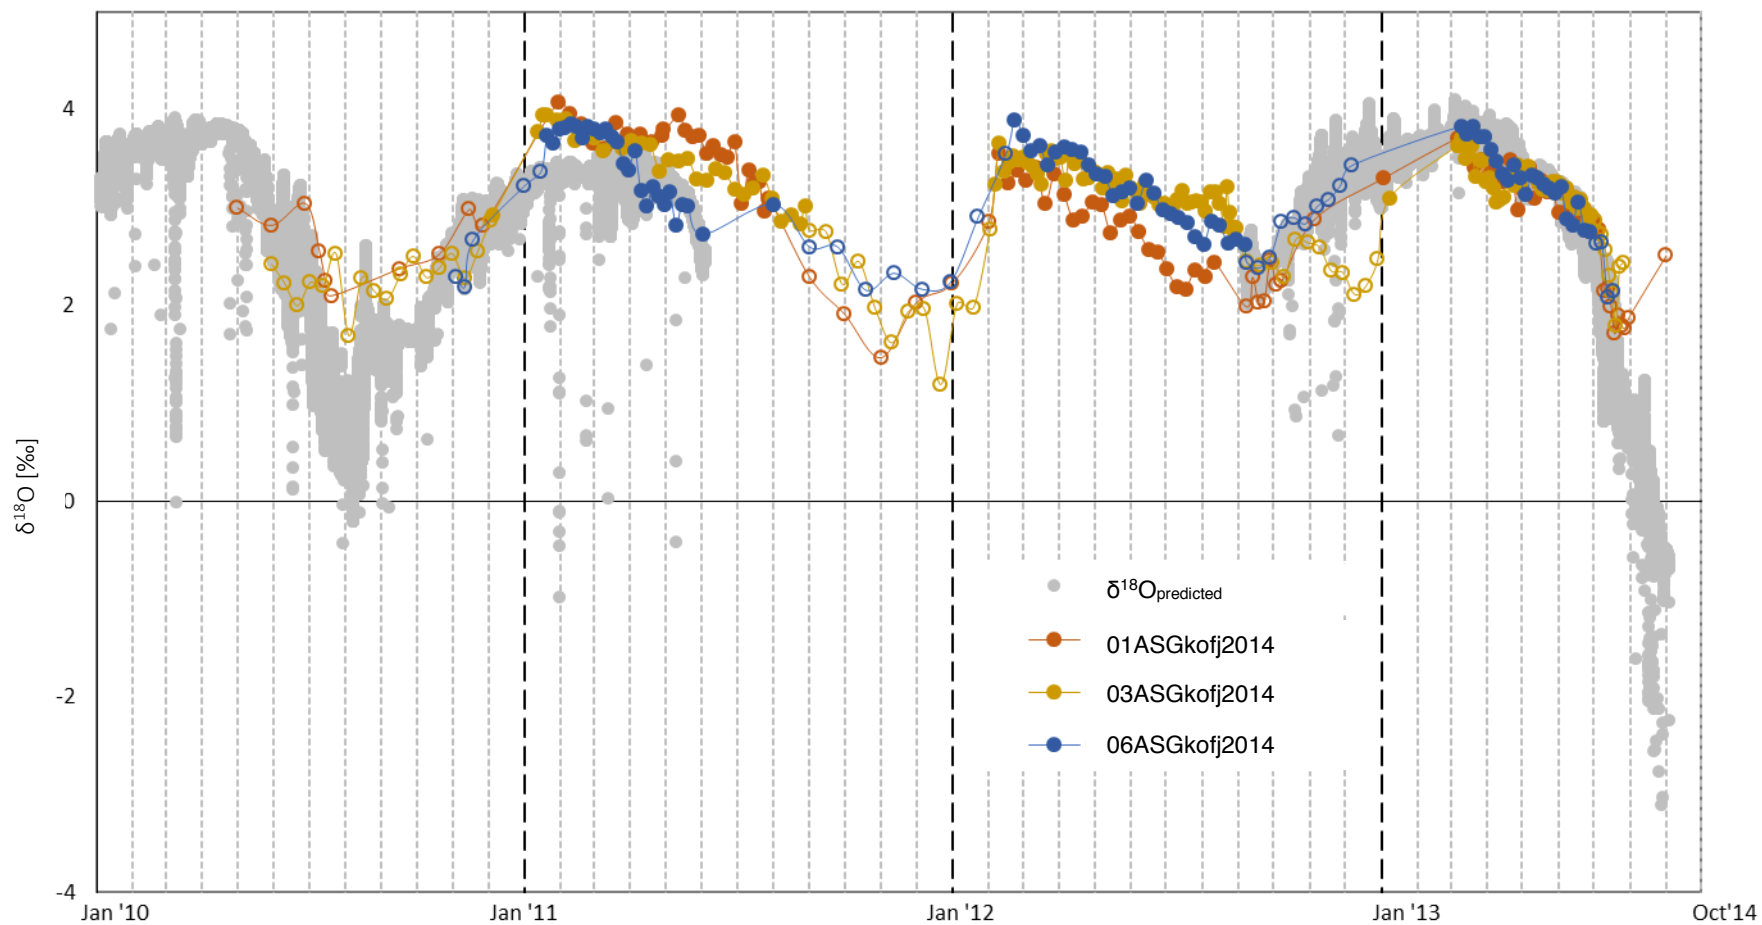 4
2
0
-2
-4
δ¹⁸O [‰]
Jan '10
Jan '11
Jan '12
Jan '13
Oct'14
δ¹⁸Opredicted
01ASGkofj2014
03ASGkofj2014
06ASGkofj2014